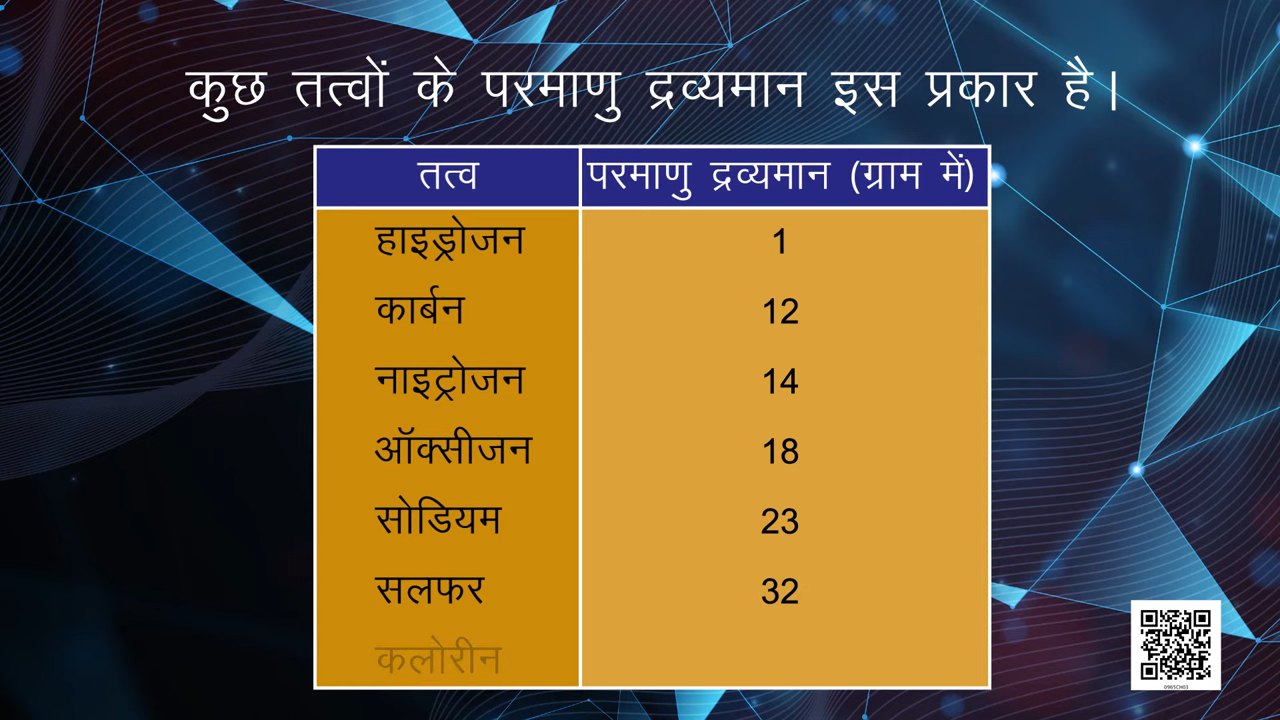 कुछ तत्वों के परमाणु द्रव्यमान इस प्रकार है।
तत्व परमाणु द्रव्यमान (ग्राम में)
हाइड्रोजन 1
कार्बन 12
नाइट्रोजन 14
ऑक्सीजन 18
सोडियम 23
सलफर 32
कलोरीन
0965CH03